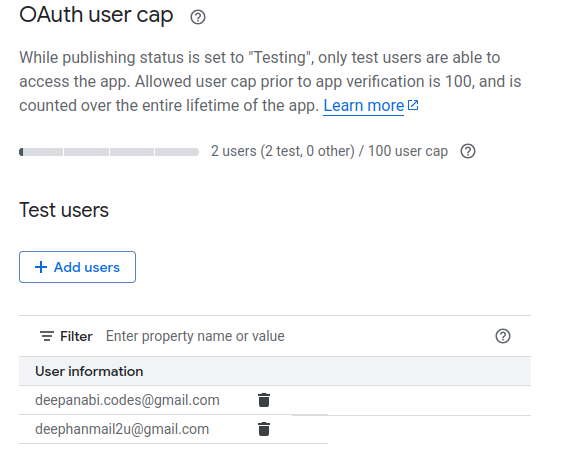 OAuth user cap
While publishing status is set to "Testing", only test users are able to
access the app. Allowed user cap prior to app verification is 100, and is
counted over the entire lifetime of the app. Learn more
2 users (2 test, 0 other) / 100 user cap
Test users
+ Add users
Filter Enter property name or value
User information
deepanabi.codes@gmail.com
deephanmail2u@gmail.com